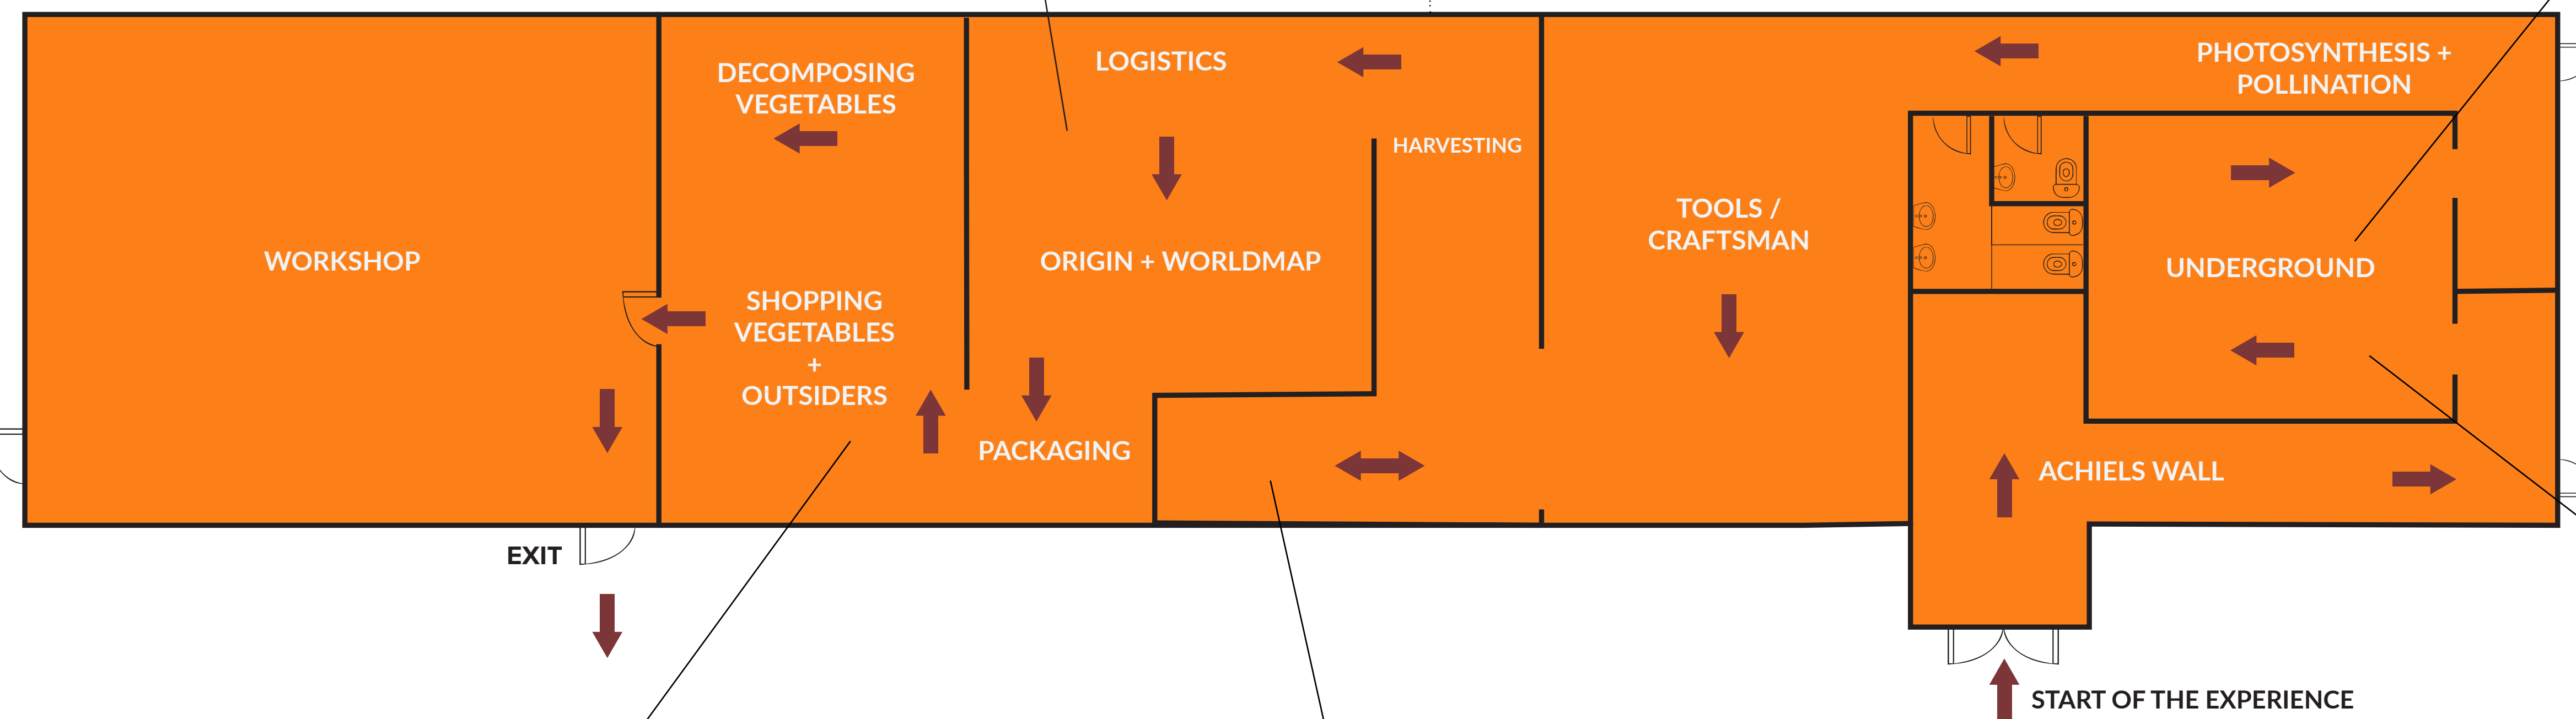 WORKSHOP
DECOMPOSING
VEGETABLES
SHOPPING
VEGETABLES
+
OUTSIDERS
LOGISTICS
ORIGIN + WORLDMAP
PACKAGING
HARVESTING
TOOLS /
CRAFTSMAN
PHOTOSYNTHESIS +
POLLINATION
UNDERGROUND
ACHIELS WALL
EXIT
START OF THE EXPERIENCE